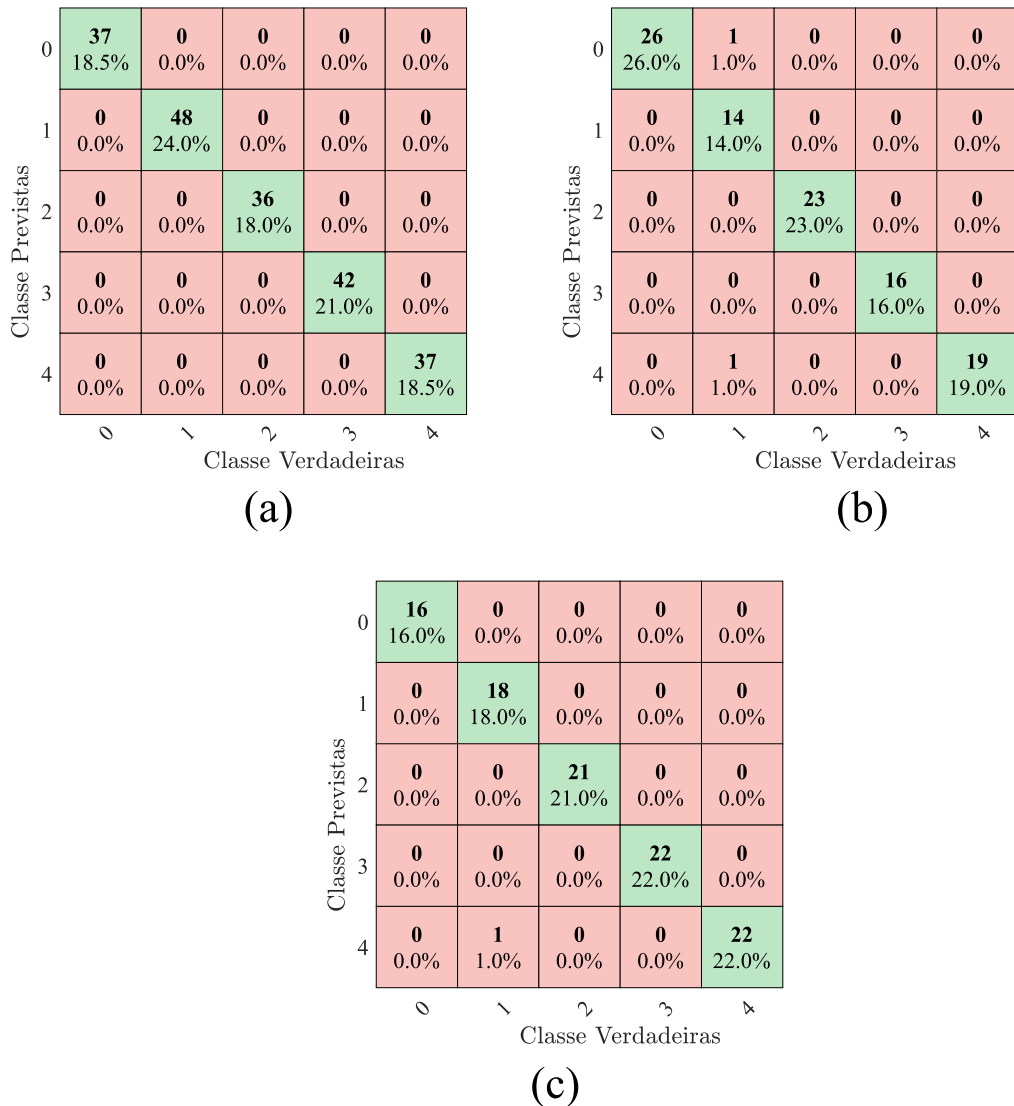 0 37 0 0 0 0
18.5% 0.0% 0.0% 0.0% 0.0%
1 0 48 0 0 0
0.0% 24.0% 0.0% 0.0% 0.0%
2 0 0 36 0 0
0.0% 0.0% 18.0% 0.0% 0.0%
3 0 0 0 42 0
0.0% 0.0% 0.0% 21.0% 0.0%
4 0 0 0 0 37
0.0% 0.0% 0.0% 0.0% 18.5%
0 1 2 3 4
Classe Previstas
Classe Verdadeiras
(a)
0 26 1 0 0 0
26.0% 1.0% 0.0% 0.0% 0.0%
1 0 14 0 0 0
0.0% 14.0% 0.0% 0.0% 0.0%
2 0 0 23 0 0
0.0% 0.0% 23.0% 0.0% 0.0%
3 0 0 0 16 0
0.0% 0.0% 0.0% 16.0% 0.0%
4 0 1 0 0 19
0.0% 1.0% 0.0% 0.0% 19.0%
0 1 2 3 4
Classe Previstas
Classe Verdadeiras
(b)
0 16 0 0 0 0
16.0% 0.0% 0.0% 0.0% 0.0%
1 0 18 0 0 0
0.0% 18.0% 0.0% 0.0% 0.0%
2 0 0 21 0 0
0.0% 0.0% 21.0% 0.0% 0.0%
3 0 0 0 22 0
0.0% 0.0% 0.0% 22.0% 0.0%
4 0 1 0 0 22
0.0% 1.0% 0.0% 0.0% 22.0%
0 1 2 3 4
Classe Previstas
Classe Verdadeiras
(c)